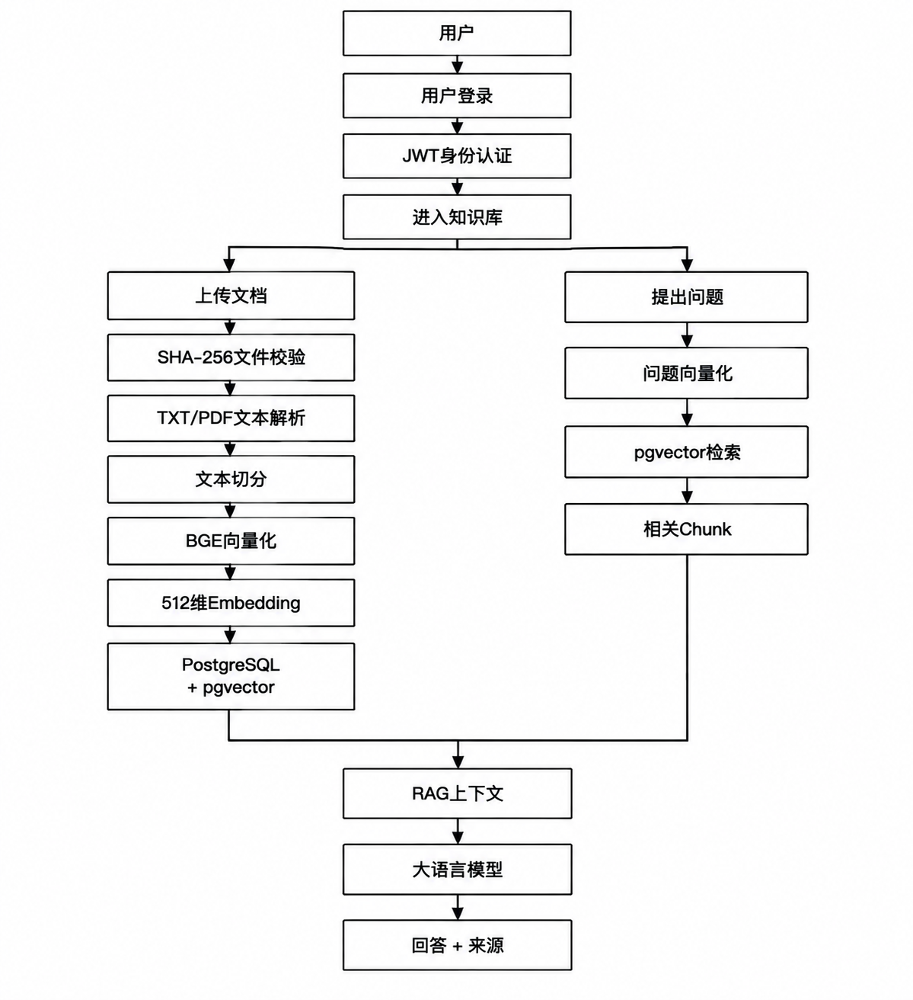 用户
用户登录
JWT身份认证
进入知识库
上传文档
SHA-256文件校验
TXT/PDF文本解析
文本切分
BGE向量化
512维Embedding
PostgreSQL
+ pgvector
提出问题
问题向量化
pgvector检索
相关Chunk
RAG上下文
大语言模型
回答 + 来源